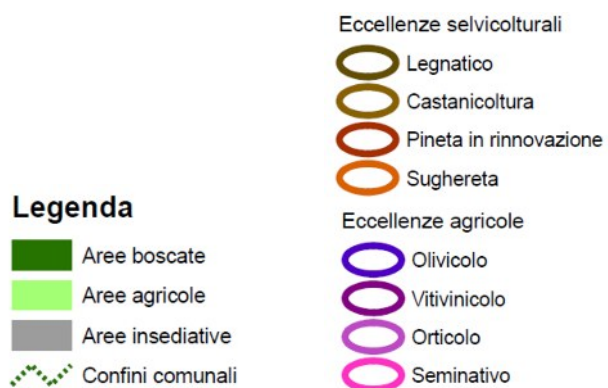 Eccellenze selvicolturali
Legnatico
Castanicoltura
Pineta in rinnovazione
Sughereta
Legenda
Aree boscate
Aree agricole
Aree insediative
Confini comunali
Eccellenze agricole
Olivicolo
Vitivinicolo
Orticolo
Seminativo